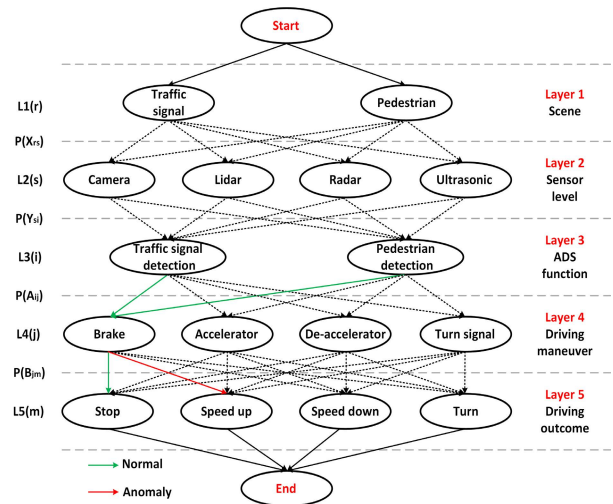 Start
L1(r)
Traffic
signal
Pedestrian
Layer 1
Scene
P(Xrs)
L2(s)
Camera
Lidar
Radar
Ultrasonic
Layer 2
Sensor
level
P(Ysi)
L3(i)
Traffic signal
detection
Pedestrian
detection
Layer 3
ADS
function
P(Aij)
L4(j)
Brake
Accelerator
De-accelerator
Turn signal
Layer 4
Driving
maneuver
P(Bjm)
L5(m)
Stop
Speed up
Speed down
Turn
Layer 5
Driving
outcome
Normal
Anomaly
End